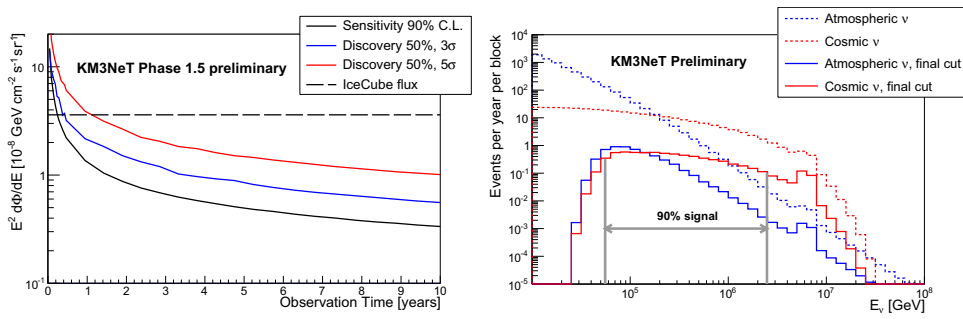 Sensitivity 90% C.L.
Discovery 50%, 3σ
Discovery 50%, 5σ
IceCube flux
KM3NeT Phase 1.5 preliminary
E² dΦ/dE [10⁻⁸ GeV cm⁻² s⁻¹ sr⁻¹]
10
1
10⁻¹
0 1 2 3 4 5 6 7 8 9 10
Observation Time [years]
Atmospheric ν
Cosmic ν
Atmospheric ν, final cut
Cosmic ν, final cut
KM3NeT Preliminary
Events per year per block
10⁴
10³
10²
10
1
10⁻¹
10⁻²
10⁻³
10⁻⁴
10⁻⁵
90% signal
10⁵ 10⁶ 10⁷ 10⁸
Eᵥ [GeV]